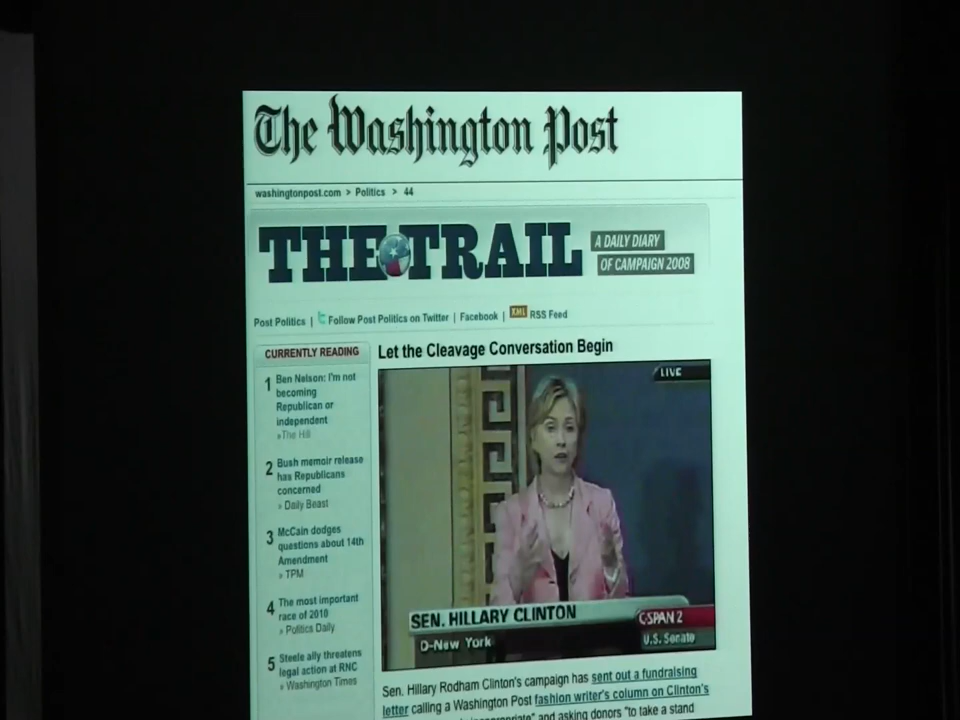 The Washington Post
washingtonpost.com > Politics > 44
THE TRAIL
A DAILY DIARY
OF CAMPAIGN 2008
Post Politics | Follow Post Politics on Twitter | Facebook | XML RSS Feed
CURRENTLY READING
1 Ben Nelson: I'm not
becoming
Republican or
independent
»The Hill
2 Bush memoir release
has Republicans
concerned
» Daily Beast
3 McCain dodges
questions about 14th
Amendment
» TPM
4 The most important
race of 2010
» Politics Daily
5 Steele ally threatens
legal action at RNC
» Washington Times
Let the Cleavage Conversation Begin
LIVE
SEN. HILLARY CLINTON
D-New York
C-SPAN 2
U.S. Senate
Sen. Hillary Rodham Clinton's campaign has sent out a fundraising
letter calling a Washington Post fashion writer's column on Clinton's
and asking donors "to take a stand